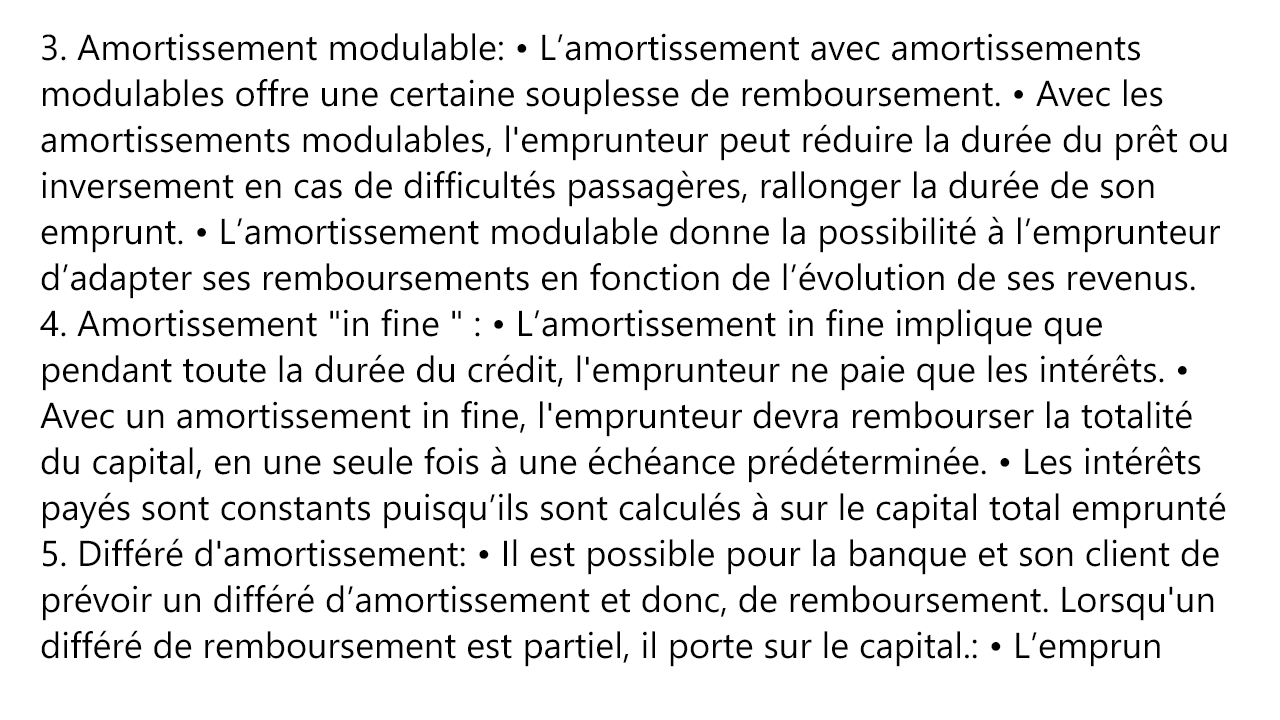 3. Amortissement modulable: • L’amortissement avec amortissements
modulables offre une certaine souplesse de remboursement. • Avec les
amortissements modulables, l'emprunteur peut réduire la durée du prêt ou
inversement en cas de difficultés passagères, rallonger la durée de son
emprunt. • L’amortissement modulable donne la possibilité à l’emprunteur
d’adapter ses remboursements en fonction de l’évolution de ses revenus.
4. Amortissement "in fine " : • L’amortissement in fine implique que
pendant toute la durée du crédit, l'emprunteur ne paie que les intérêts. •
Avec un amortissement in fine, l'emprunteur devra rembourser la totalité
du capital, en une seule fois à une échéance prédéterminée. • Les intérêts
payés sont constants puisqu’ils sont calculés à sur le capital total emprunté
5. Différé d'amortissement: • Il est possible pour la banque et son client de
prévoir un différé d’amortissement et donc, de remboursement. Lorsqu'un
différé de remboursement est partiel, il porte sur le capital.: • L’emprun